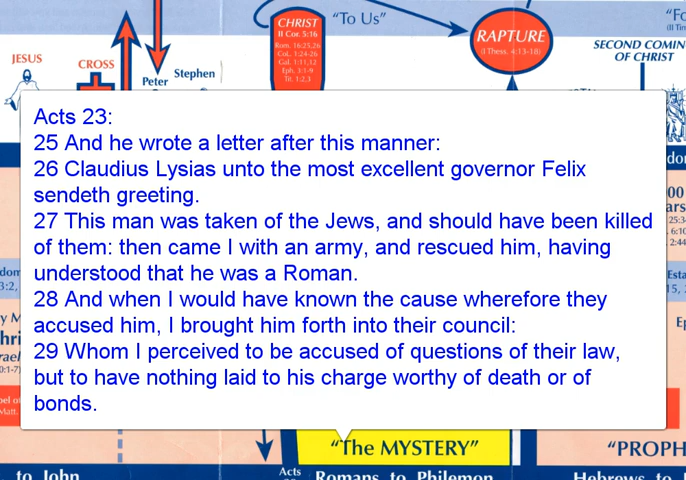 CHRIST
II Cor. 5:16
Rom. 16:25,26
Col. 1:24-26
Gal. 1:11,12
Eph. 3:1-9
Tit. 1:2,3
"To Us"
RAPTURE
(I Thess. 4:13-18)
SECOND COMIN
OF CHRIST
JESUS
CROSS
Peter
Stephen
Acts 23:
25 And he wrote a letter after this manner:
26 Claudius Lysias unto the most excellent governor Felix
sendeth greeting.
27 This man was taken of the Jews, and should have been killed
of them: then came I with an army, and rescued him, having
understood that he was a Roman.
28 And when I would have known the cause wherefore they
accused him, I brought him forth into their council:
29 Whom I perceived to be accused of questions of their law,
but to have nothing laid to his charge worthy of death or of
bonds.
"The MYSTERY"
"PROPH
to John
Acts
Romans to Philemon
Hebrews to